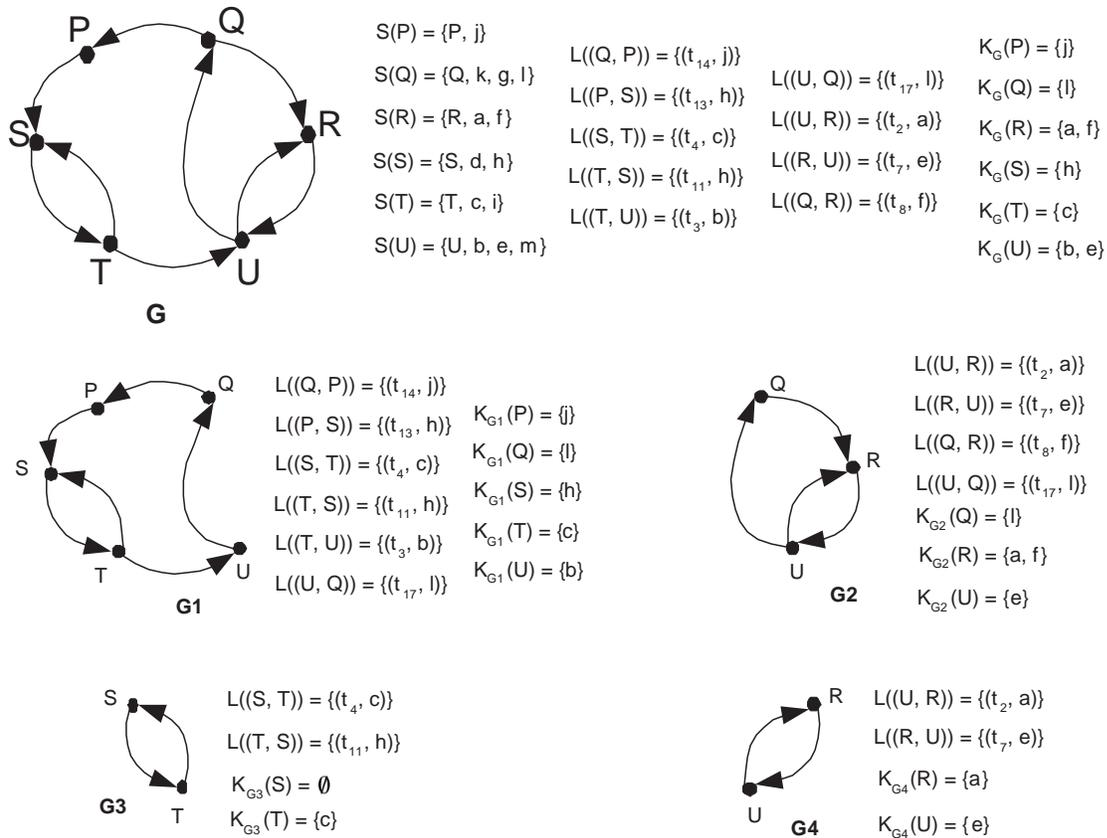 P
Q
S
R
T
U
G
S(P) = {P, j}
S(Q) = {Q, k, g, l}
S(R) = {R, a, f}
S(S) = {S, d, h}
S(T) = {T, c, i}
S(U) = {U, b, e, m}
L((Q, P)) = {(t14, j)}
L((P, S)) = {(t13, h)}
L((S, T)) = {(t4, c)}
L((T, S)) = {(t11, h)}
L((T, U)) = {(t3, b)}
L((U, Q)) = {(t17, l)}
L((U, R)) = {(t2, a)}
L((R, U)) = {(t7, e)}
L((Q, R)) = {(t8, f)}
KG(P) = {j}
KG(Q) = {l}
KG(R) = {a, f}
KG(S) = {h}
KG(T) = {c}
KG(U) = {b, e}
P
Q
S
T
U
G1
L((Q, P)) = {(t14, j)}
L((P, S)) = {(t13, h)}
L((S, T)) = {(t4, c)}
L((T, S)) = {(t11, h)}
L((T, U)) = {(t3, b)}
L((U, Q)) = {(t17, l)}
KG1(P) = {j}
KG1(Q) = {l}
KG1(S) = {h}
KG1(T) = {c}
KG1(U) = {b}
Q
R
U
G2
L((U, R)) = {(t2, a)}
L((R, U)) = {(t7, e)}
L((Q, R)) = {(t8, f)}
L((U, Q)) = {(t17, l)}
KG2(Q) = {l}
KG2(R) = {a, f}
KG2(U) = {e}
S
T
G3
L((S, T)) = {(t4, c)}
L((T, S)) = {(t11, h)}
KG3(S) = ∅
KG3(T) = {c}
R
U
G4
L((U, R)) = {(t2, a)}
L((R, U)) = {(t7, e)}
KG4(R) = {a}
KG4(U) = {e}